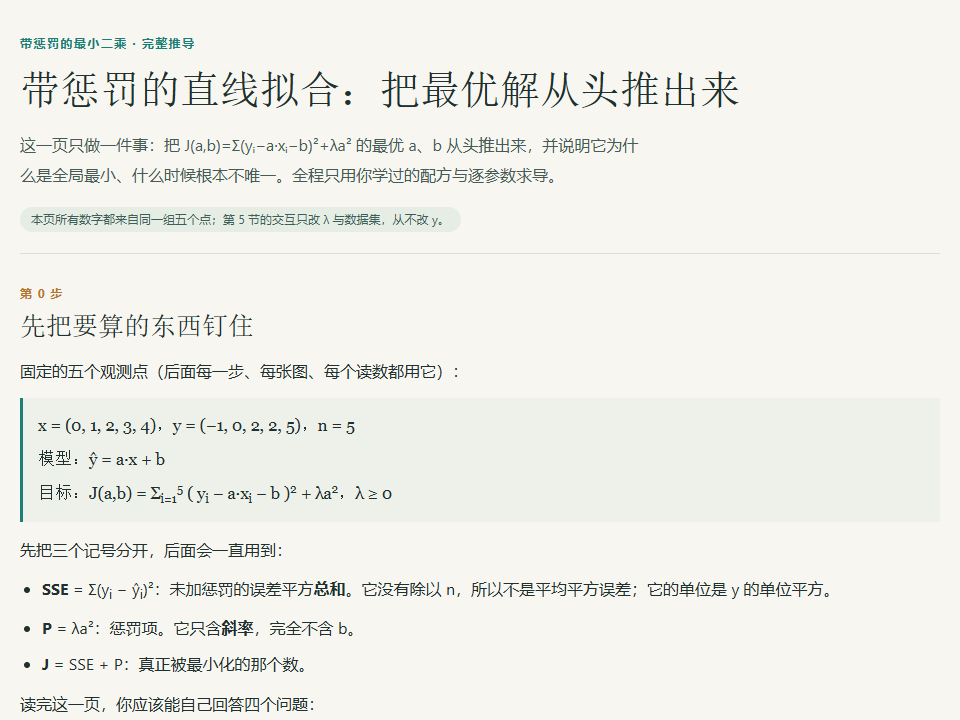 带惩罚的最小二乘 · 完整推导
带惩罚的直线拟合：把最优解从头推出来
这一页只做一件事：把 J(a,b)=Σ(yᵢ−a·xᵢ−b)²+λa² 的最优 a、b 从头推出来，并说明它为什
么是全局最小、什么时候根本不唯一。全程只用你学过的配方与逐参数求导。
本页所有数字都来自同一组五个点；第 5 节的交互只改 λ 与数据集，从不改 y。
第 0 步
先把要算的东西钉住
固定的五个观测点（后面每一步、每张图、每个读数都用它）：
x = (0, 1, 2, 3, 4)，y = (−1, 0, 2, 2, 5)，n = 5
模型：ŷ = a·x + b
目标：J(a,b) = Σᵢ₌₁⁵ ( yᵢ − a·xᵢ − b )² + λa²，λ ≥ 0
先把三个记号分开，后面会一直用到：
• SSE = Σ(yᵢ − ŷᵢ)²：未加惩罚的误差平方总和。它没有除以 n，所以不是平均平方误差；它的单位是 y 的单位平方。
• P = λa²：惩罚项。它只含斜率，完全不含 b。
• J = SSE + P：真正被最小化的那个数。
读完这一页，你应该能自己回答四个问题：